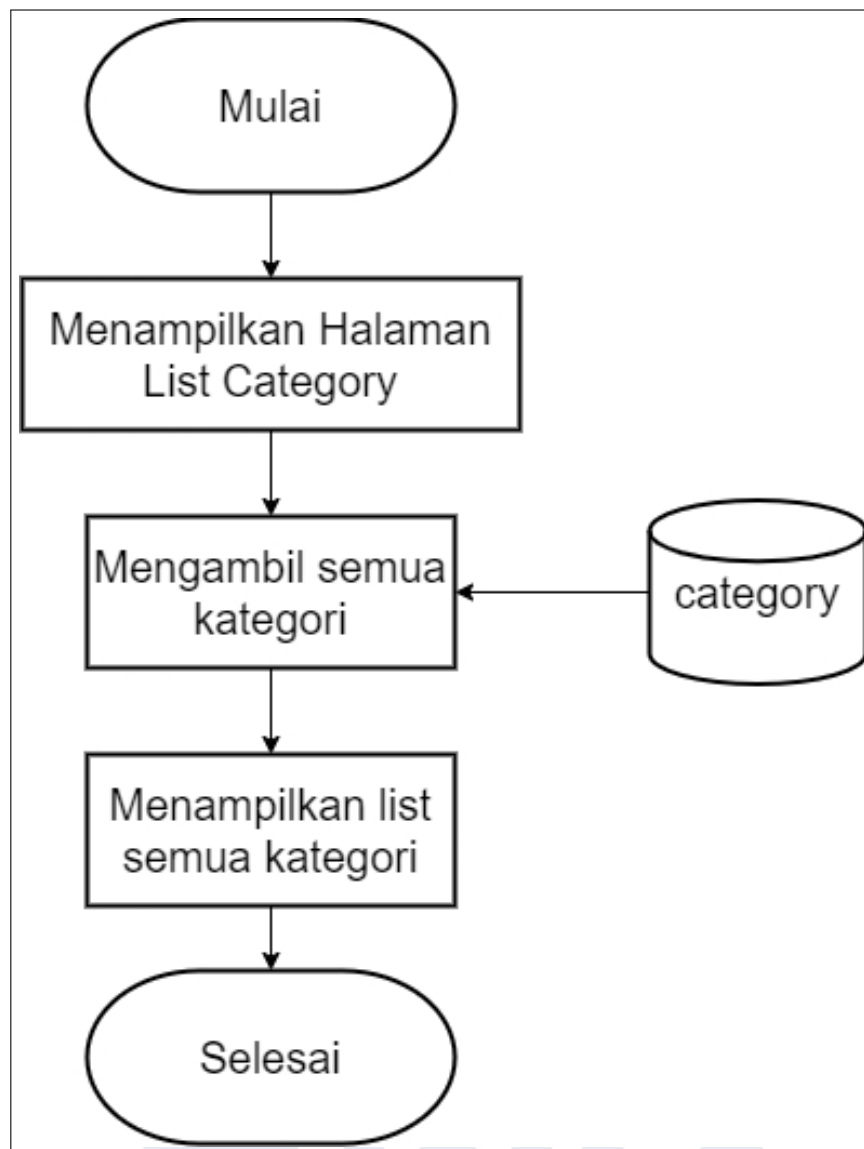 Mulai
Menampilkan Halaman
List Category
Mengambil semua
kategori
category
Menampilkan list
semua kategori
Selesai